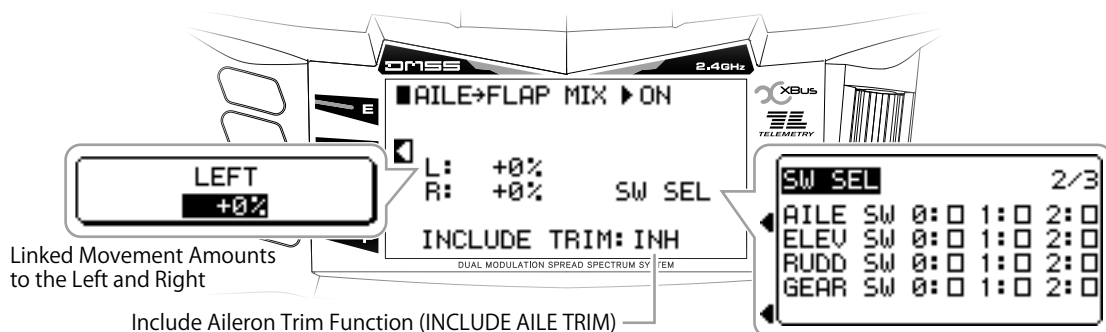 DMSS 2.4GHz
■AILE→FLAP MIX ▶ON
XBus
E
TELEMETRY
L: +0%
R: +0% SW SEL
INCLUDE TRIM: INH
DUAL MODULATION SPREAD SPECTRUM SYSTEM
LEFT
+0%
Linked Movement Amounts
to the Left and Right
Include Aileron Trim Function (INCLUDE AILE TRIM)
SW SEL 2/3
AILE SW 0:□ 1:□ 2:□
ELEV SW 0:□ 1:□ 2:□
RUDD SW 0:□ 1:□ 2:□
GEAR SW 0:□ 1:□ 2:□